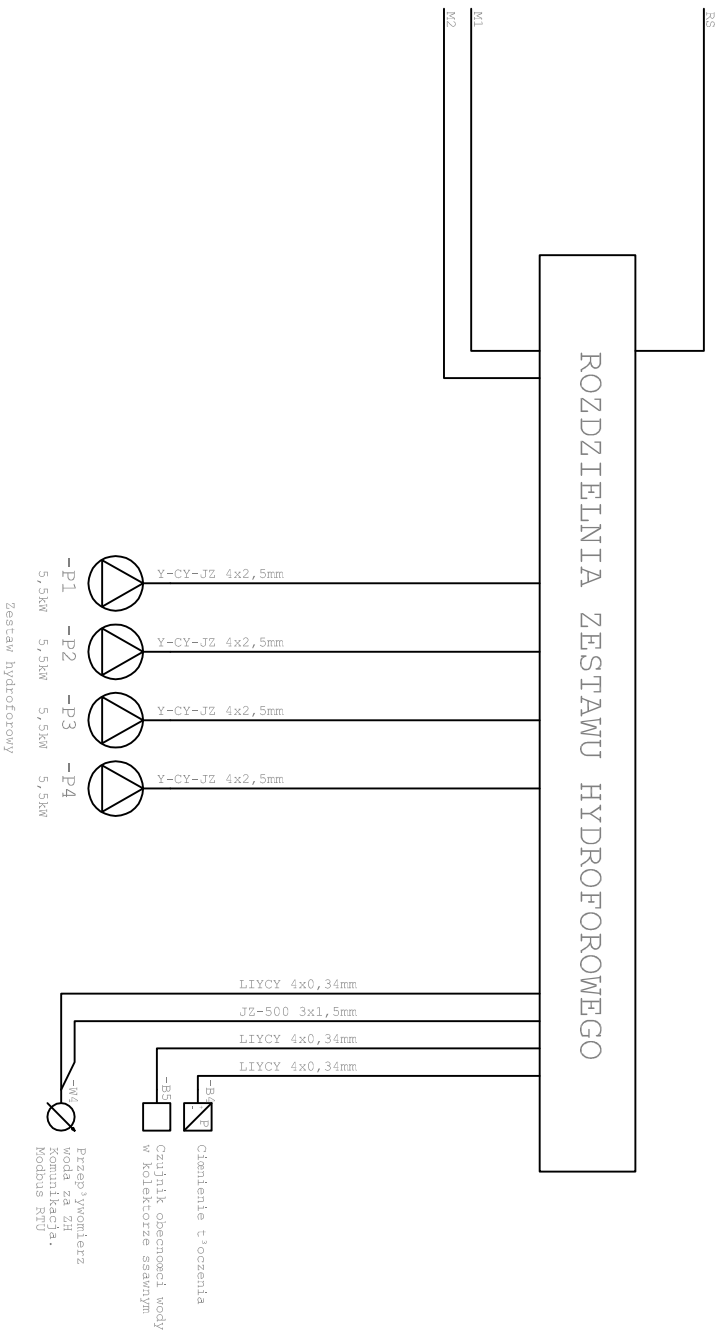 RS
M1
M2
ROZDZIELNIA ZESTAWU HYDROFOROWEGO
Y-CY-JZ 4x2,5mm
-P1
5,5kW
Y-CY-JZ 4x2,5mm
-P2
5,5kW
Y-CY-JZ 4x2,5mm
-P3
5,5kW
Y-CY-JZ 4x2,5mm
-P4
5,5kW
Zestaw hydroforowy
LIYCY 4x0,34mm
JZ-500 3x1,5mm
LIYCY 4x0,34mm
LIYCY 4x0,34mm
-B4
P
Ciœnienie t³oczenia
-B5
Czujnik obecnoœci wody
w kolektorze ssawnym
-W4
Przep³ywomierz
woda za ZH
Komunikacja.
Modbus RTU